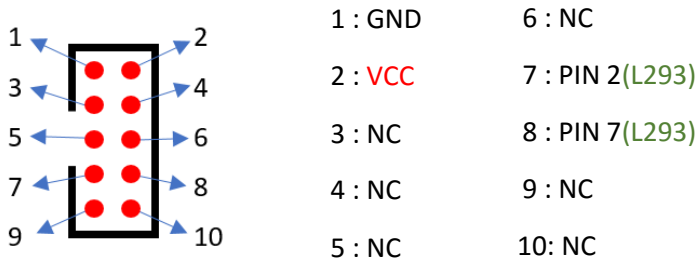 1
2
3
4
5
6
7
8
9
10
1 : GND
2 : VCC
3 : NC
4 : NC
5 : NC
6 : NC
7 : PIN 2(L293)
8 : PIN 7(L293)
9 : NC
10: NC